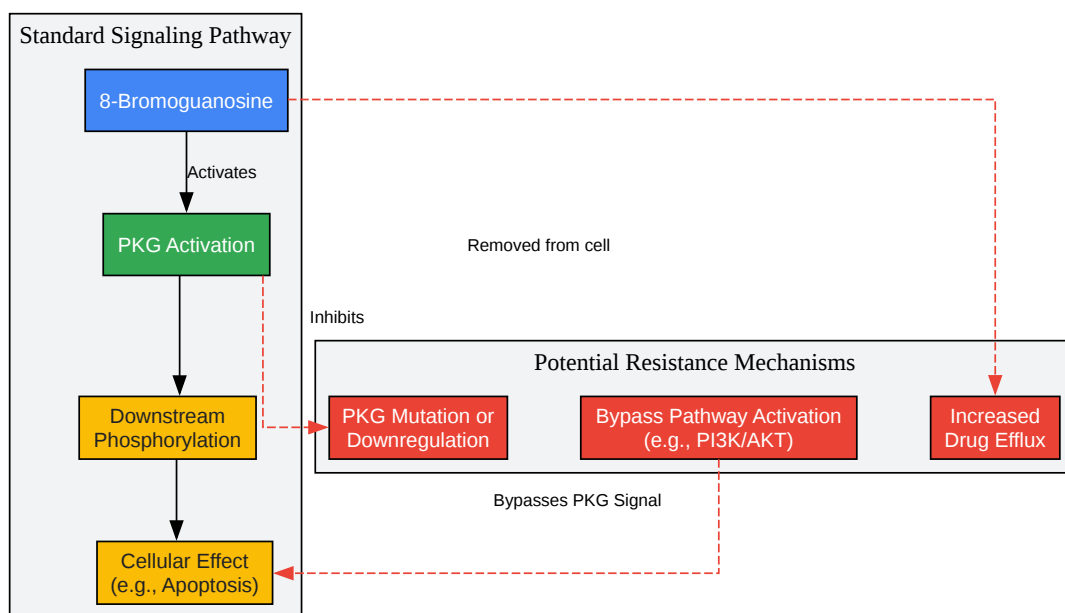 Standard Signaling Pathway
8-Bromoguanosine
Activates
PKG Activation
Removed from cell
Inhibits
Potential Resistance Mechanisms
Downstream
Phosphorylation
PKG Mutation or
Downregulation
Bypass Pathway Activation
(e.g., PI3K/AKT)
Increased
Drug Efflux
Bypasses PKG Signal
Cellular Effect
(e.g., Apoptosis)